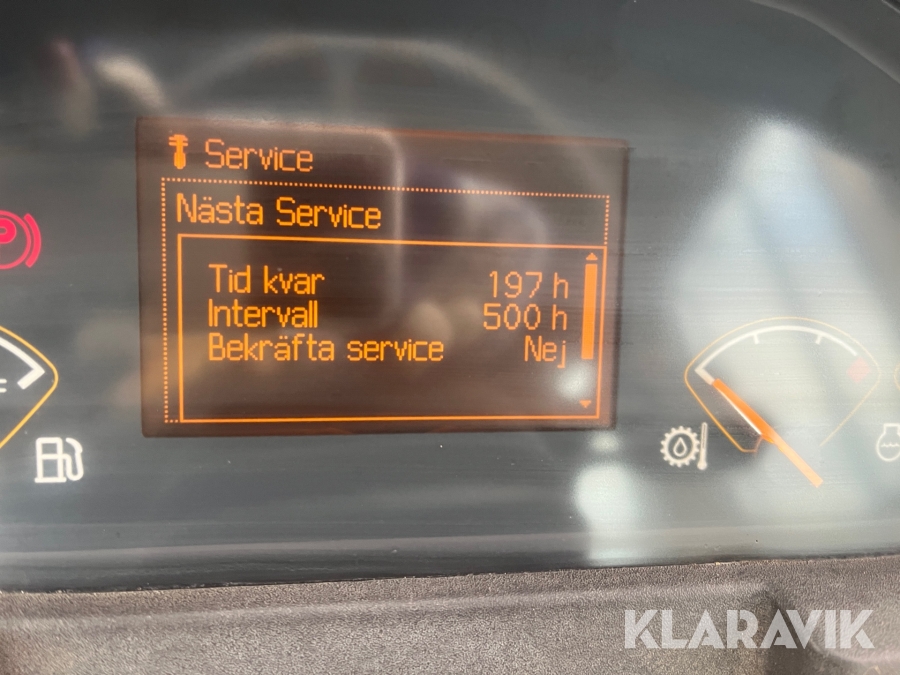 Service
Nästa Service
Tid kvar 197 h
Intervall 500 h
Bekräfta service Nej
P
KLARAVIK